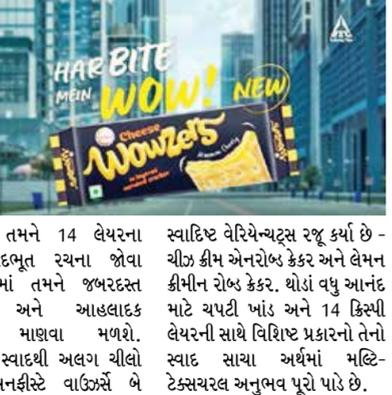 HAR BITE
MEIN WOW! NEW
Cheese
Wowzers
તમને 14 લેયરના
દભૂત રચના જોવા
માં તમને જબરદસ્ત
અને આહલાદક
માણવા મળશે.
સ્વાદથી અલગ ચીલો
નફીસ્ટે વાઉઝર્સે બે
સ્વાદિષ્ટ વેરિયેન્ચટ્સ રજૂ કર્યા છે -
ચીઝ ક્રીમ એનરોબ્ડ ક્રેકર અને લેમન
ક્રીમીન રોબ્ડ ક્રેકર. થોડાં વધુ આનંદ
માટે ચપટી ખાંડ અને 14 ક્રિસ્પી
લેયરની સાથે વિશિષ્ટ પ્રકારનો તેનો
સ્વાદ સાચા અર્થમાં મલ્ટિ-
ટેક્સચરલ અનુભવ પૂરો પાડે છે.